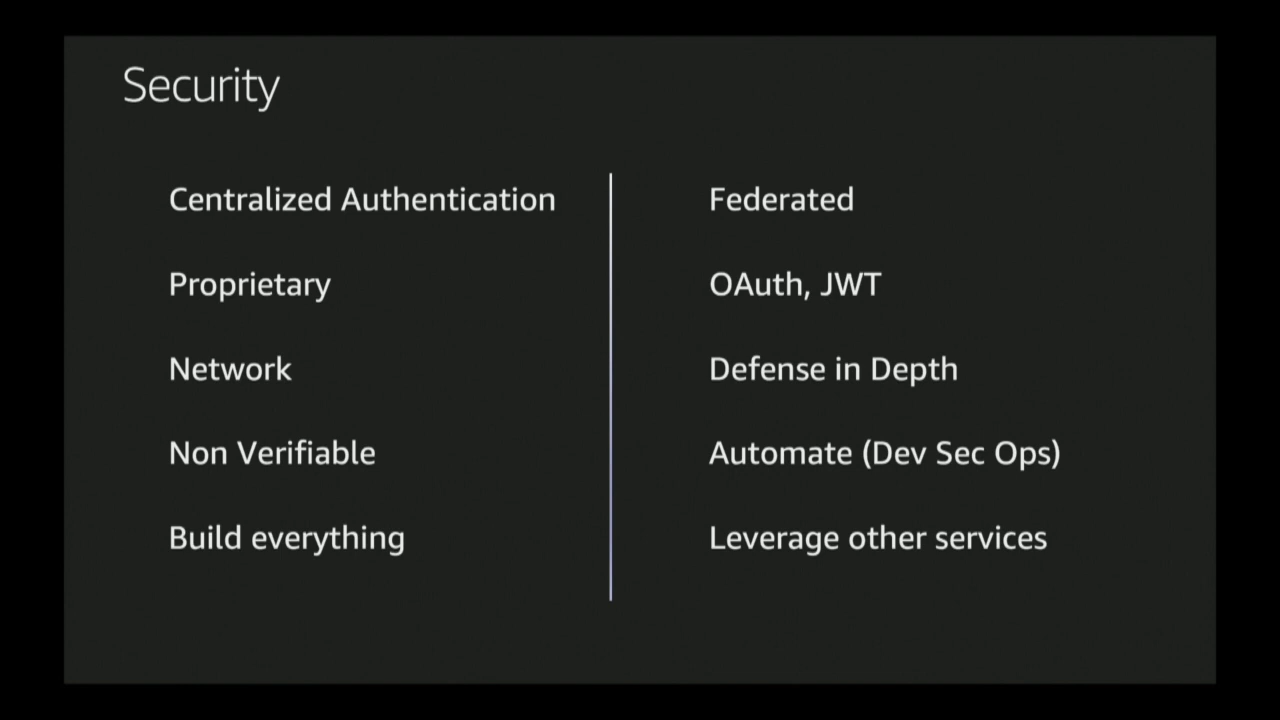 Security
Centralized Authentication
Federated
Proprietary
OAuth, JWT
Network
Defense in Depth
Non Verifiable
Automate (Dev Sec Ops)
Build everything
Leverage other services